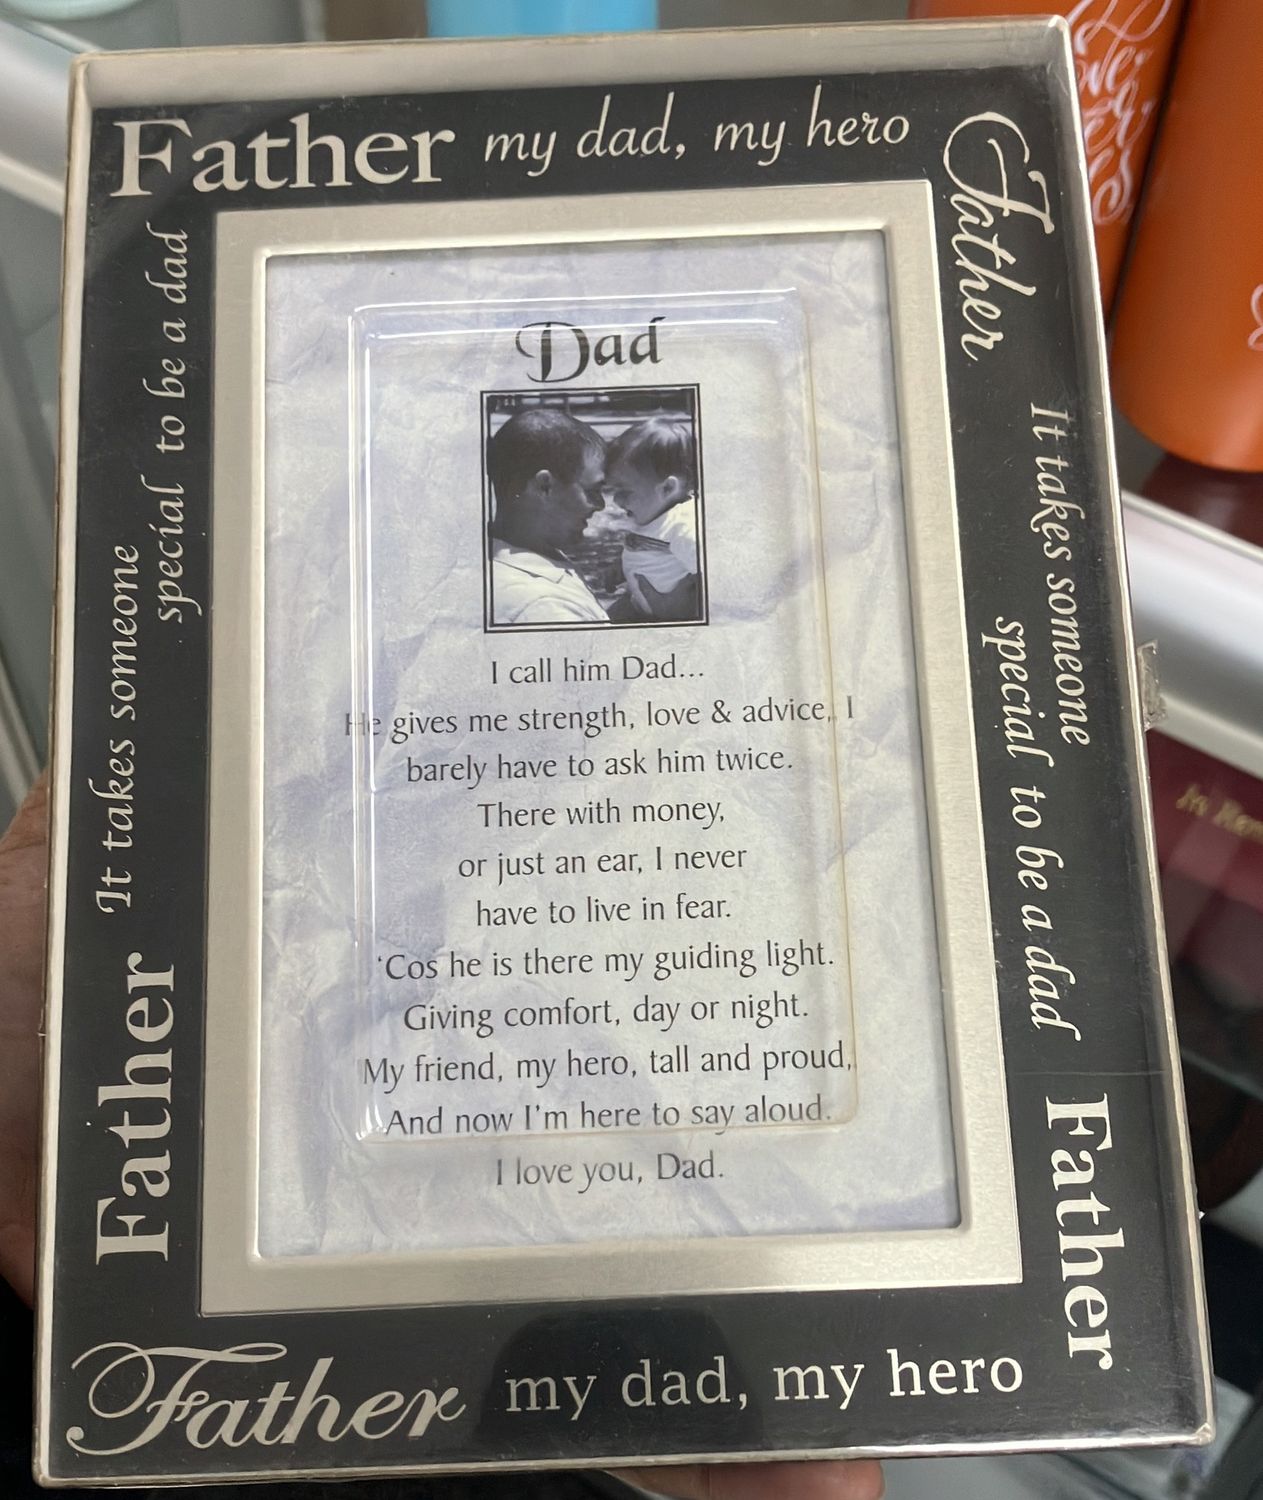 Father my dad, my hero
Father
It takes someone
special to be a dad
Father
Father
It takes someone
special to be a dad
Father my dad, my hero
Dad
I call him Dad...
He gives me strength, love & advice, I
barely have to ask him twice.
There with money,
or just an ear, I never
have to live in fear.
‘Cos he is there my guiding light.
Giving comfort, day or night.
My friend, my hero, tall and proud,
And now I'm here to say aloud.
I love you, Dad.